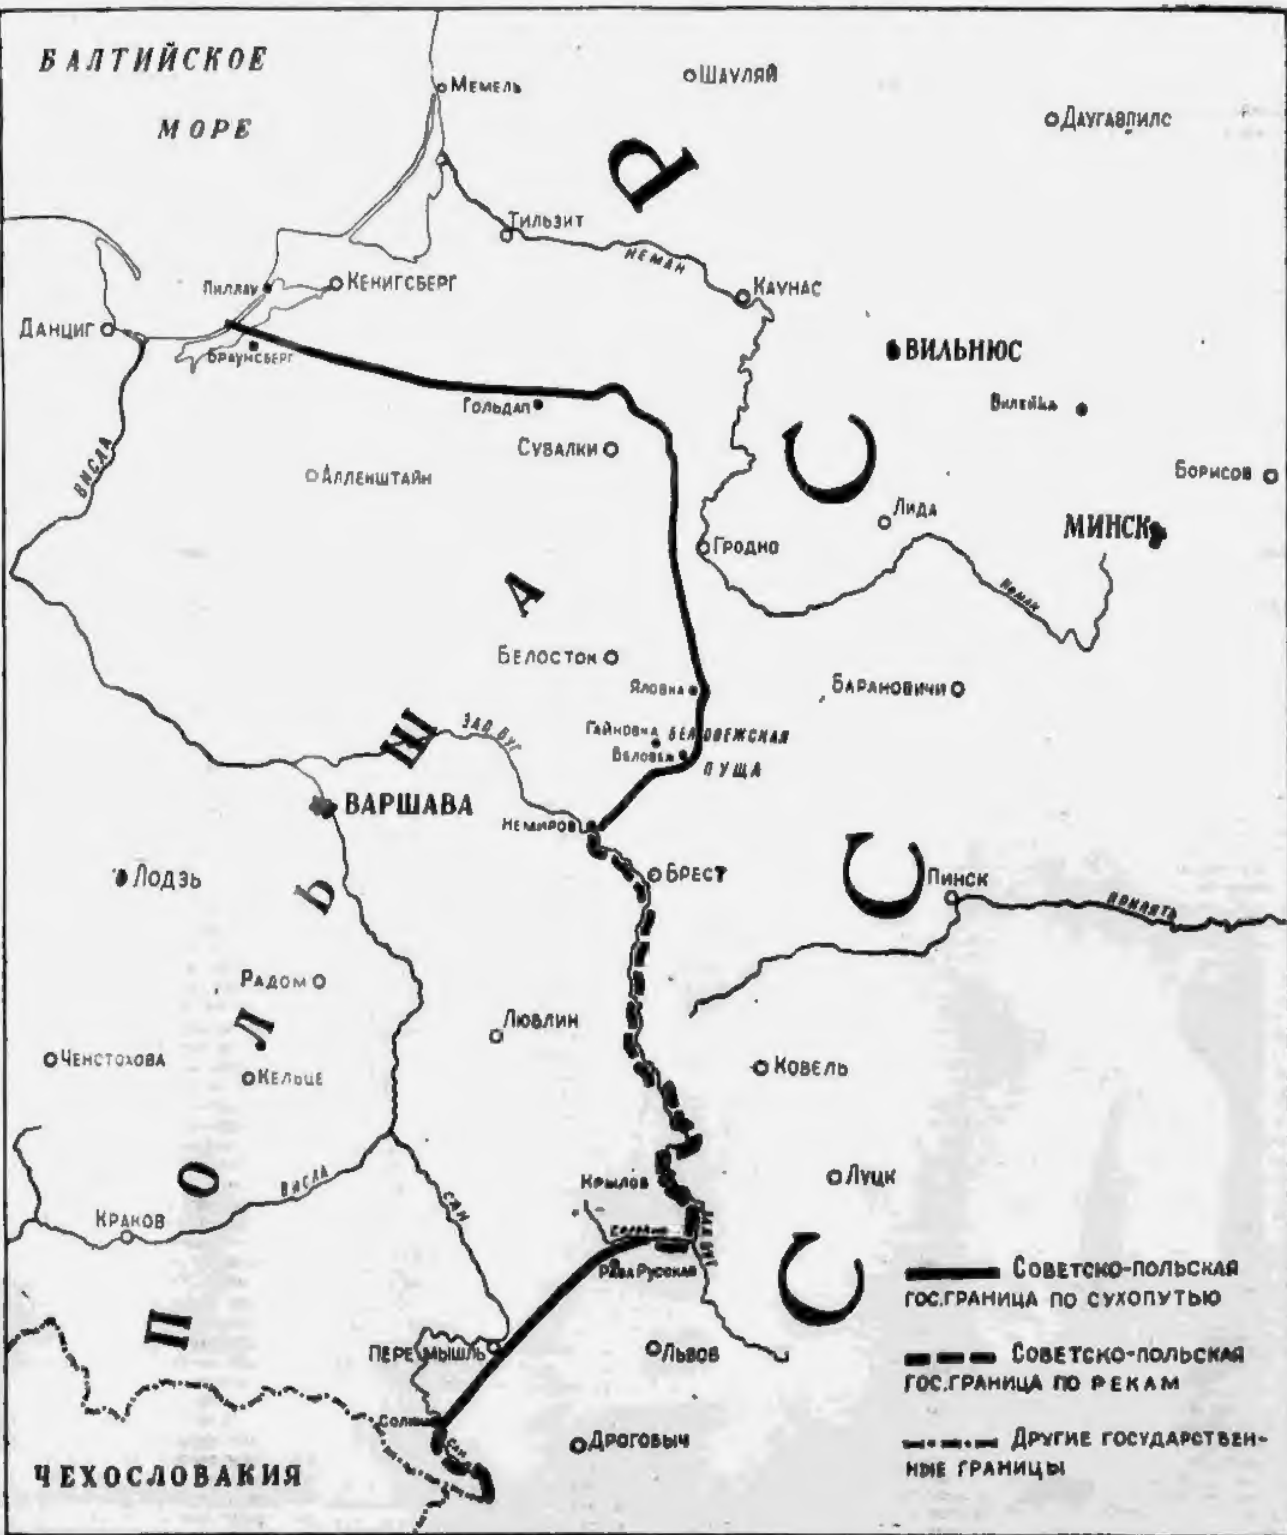 БАЛТИЙСКОЕ
МОРЕ
МЕМЕЛЬ
ШАУЛЯЙ
ДАУГАВПИЛС
Р
ТИЛЬЗИТ
НЕМАН
КАУНАС
ПИЛЛАУ
КЕНИГСБЕРГ
ДАНЦИГ
БРАУНСБЕРГ
ВИЛЬНЮС
ГОЛЬДАП
ВИЛЕЙКА
СУВАЛКИ
С
ВИСЛА
АЛЛЕНШТАЙН
БОРИСОВ
ЛИДА
МИНСК
ГРОДНО
НЕМАН
А
БЕЛОСТОК
ЯЛОВКА
БАРАНОВИЧИ
ГАЙНОВКА
БЕЛОВЕЖСКАЯ
ПУЩА
ЗАП БУГ
Ш
ВАРШАВА
НЕМИРОВ
ЛОДЗЬ
Ь
БРЕСТ
С
ПИНСК
ПРИПЯТЬ
РАДОМ
Л
ЛЮБЛИН
ЧЕНСТОХОВА
КЕЛЬЦЕ
КОВЕЛЬ
О
ВИСЛА
САН
КРЫЛОВ
ЛУЦК
КРАКОВ
РАВА РУССКАЯ
С
П
ПЕРЕМЫШЛЬ
ЛЬВОВ
САН
ДРОГОБЫЧ
ЧЕХОСЛОВАКИЯ
СОВЕТСКО-ПОЛЬСКАЯ
ГОС.ГРАНИЦА ПО СУХОПУТЬЮ
СОВЕТСКО-ПОЛЬСКАЯ
ГОС.ГРАНИЦА ПО РЕКАМ
ДРУГИЕ ГОСУДАРСТВЕН-
НЫЕ ГРАНИЦЫ